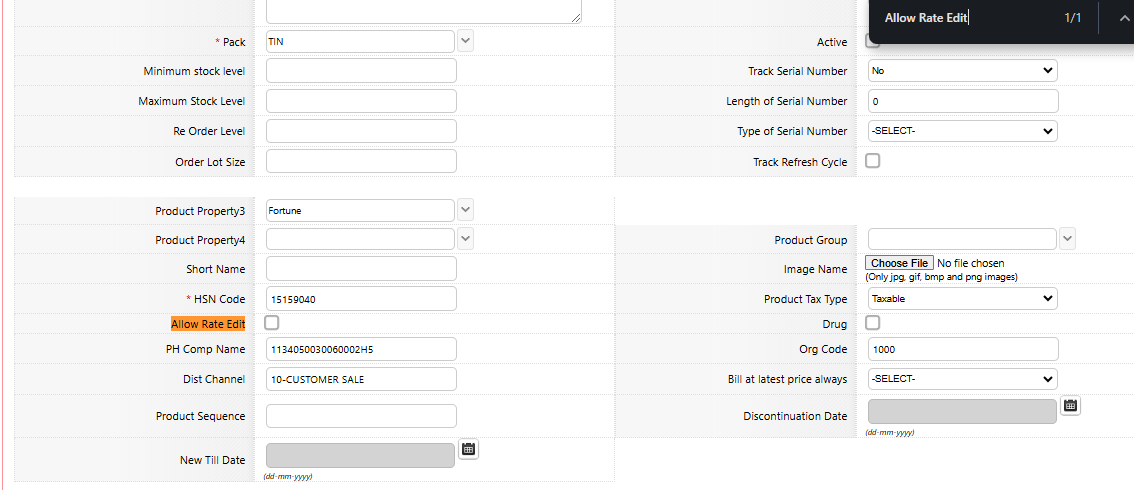 Allow Rate Edit 1/1
* Pack TIN Active
Minimum stock level Track Serial Number No
Maximum Stock Level Length of Serial Number 0
Re Order Level Type of Serial Number -SELECT-
Order Lot Size Track Refresh Cycle
Product Property3 Fortune
Product Property4 Product Group
Short Name Image Name Choose File No file chosen
(Only jpg, gif, bmp and png images)
* HSN Code 15159040 Product Tax Type Taxable
Allow Rate Edit Drug
PH Comp Name 1134050030060002H5 Org Code 1000
Dist Channel 10-CUSTOMER SALE Bill at latest price always -SELECT-
Product Sequence Discontinuation Date
(dd-mm-yyyy)
New Till Date
(dd-mm-yyyy)